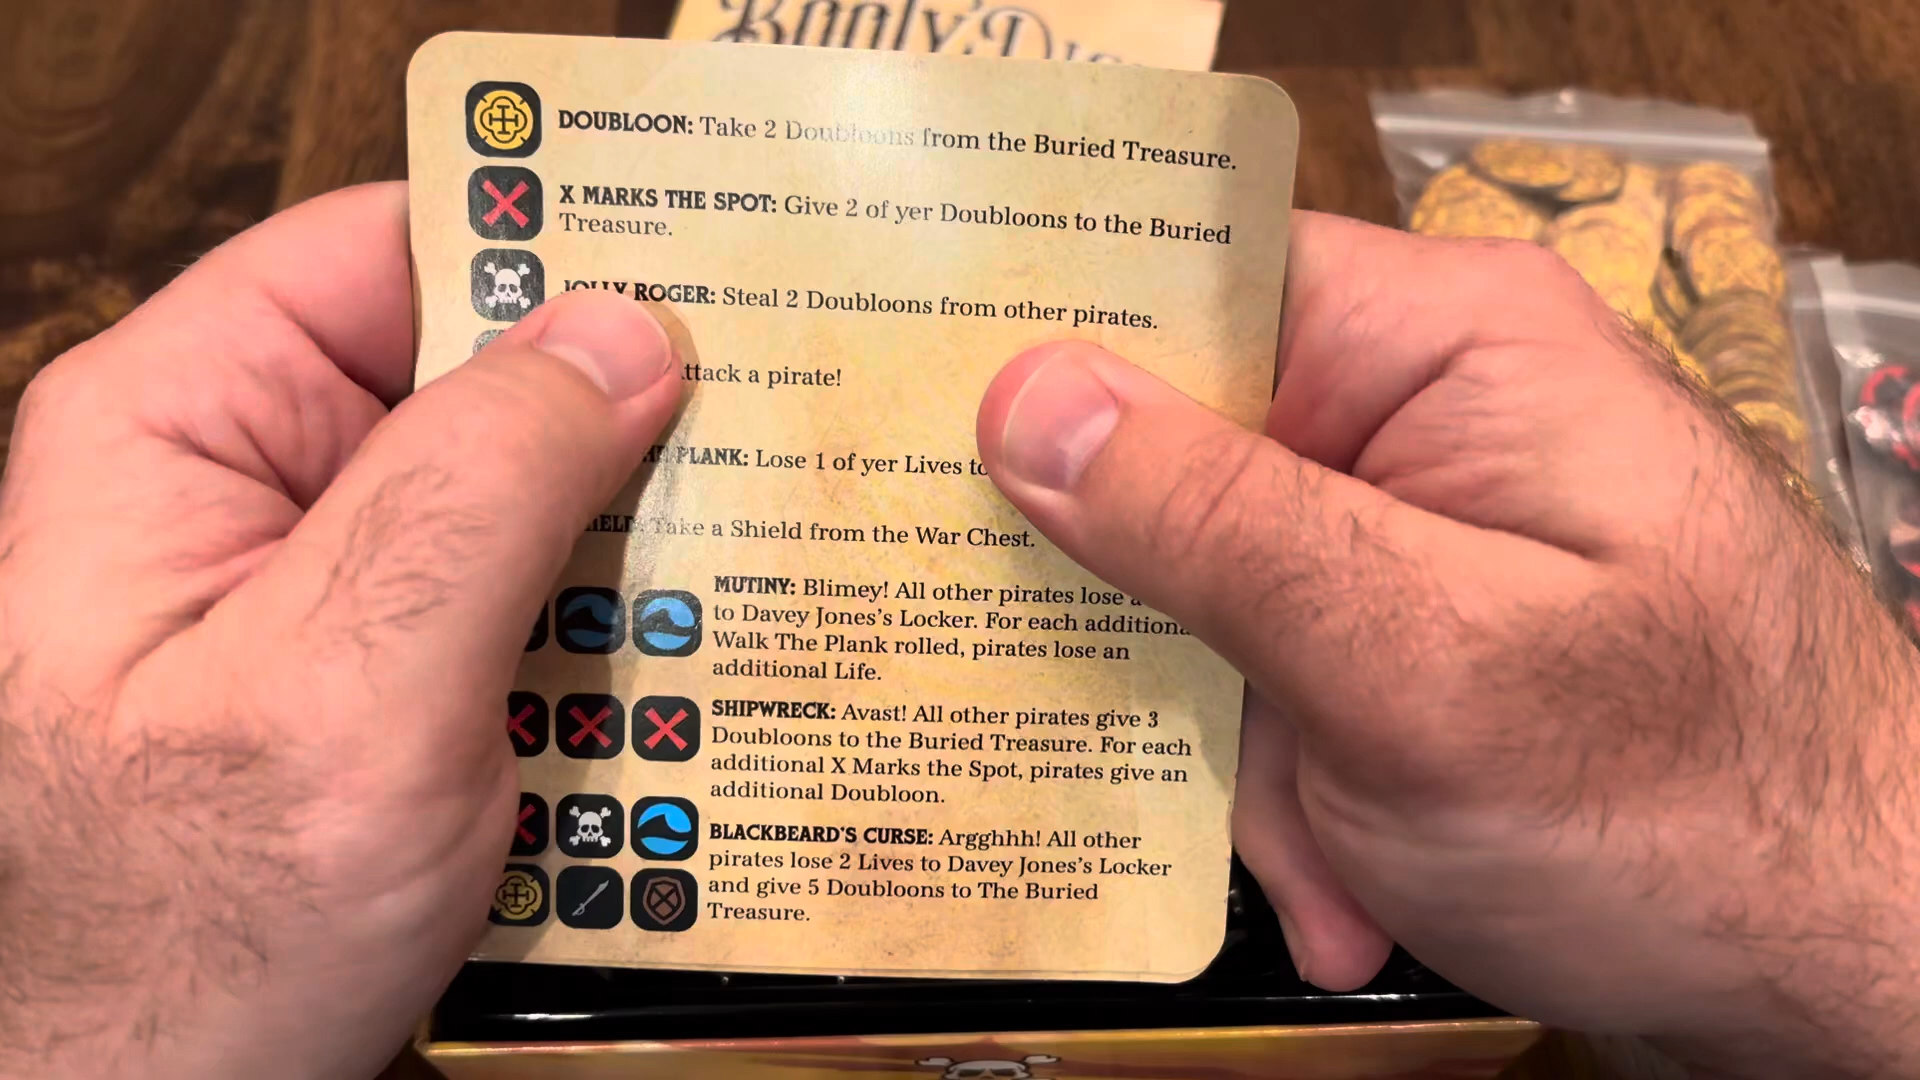 DOUBLOON: Take 2 Doubloons from the Buried Treasure.
X MARKS THE SPOT: Give 2 of yer Doubloons to the Buried
Treasure.
JOLLY ROGER: Steal 2 Doubloons from other pirates.
a pirate!
PLANK: Lose 1 of yer Lives to
Take a Shield from the War Chest.
MUTINY: Blimey! All other pirates lose a
to Davey Jones's Locker. For each additional
Walk The Plank rolled, pirates lose an
additional Life.
SHIPWRECK: Avast! All other pirates give 3
Doubloons to the Buried Treasure. For each
additional X Marks the Spot, pirates give an
additional Doubloon.
BLACKBEARD'S CURSE: Argghhh! All other
pirates lose 2 Lives to Davey Jones's Locker
and give 5 Doubloons to The Buried
Treasure.